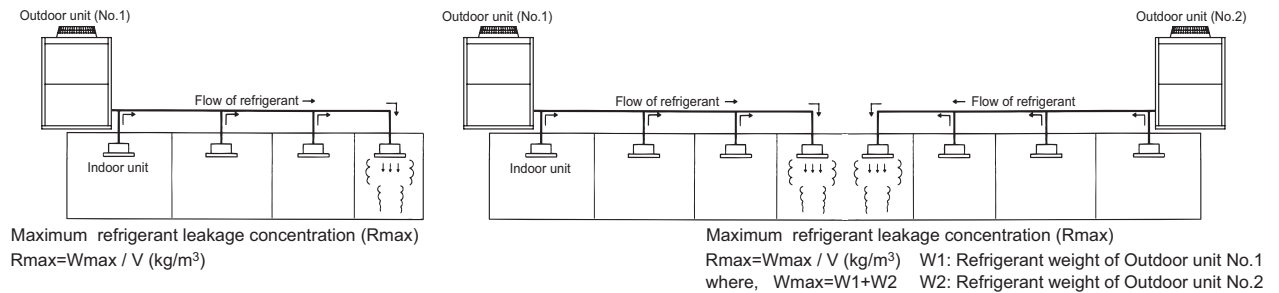 Outdoor unit (No.1)
Flow of refrigerant →
Indoor unit
Maximum refrigerant leakage concentration (Rmax)
Rmax=Wmax / V (kg/m³)
Outdoor unit (No.1)
Outdoor unit (No.2)
Flow of refrigerant →
← Flow of refrigerant
Indoor unit
Maximum refrigerant leakage concentration (Rmax)
Rmax=Wmax / V (kg/m³) W1: Refrigerant weight of Outdoor unit No.1
where, Wmax=W1+W2 W2: Refrigerant weight of Outdoor unit No.2